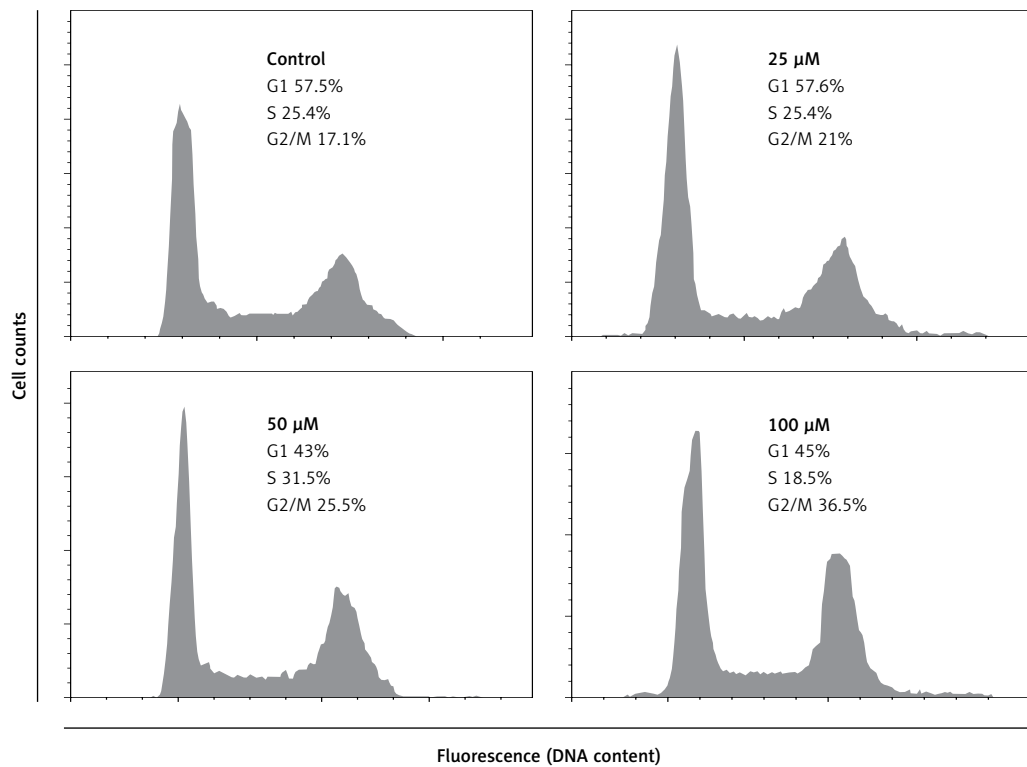 Control
G1 57.5%
S 25.4%
G2/M 17.1%
25 µM
G1 57.6%
S 25.4%
G2/M 21%
Cell counts
50 µM
G1 43%
S 31.5%
G2/M 25.5%
100 µM
G1 45%
S 18.5%
G2/M 36.5%
Fluorescence (DNA content)